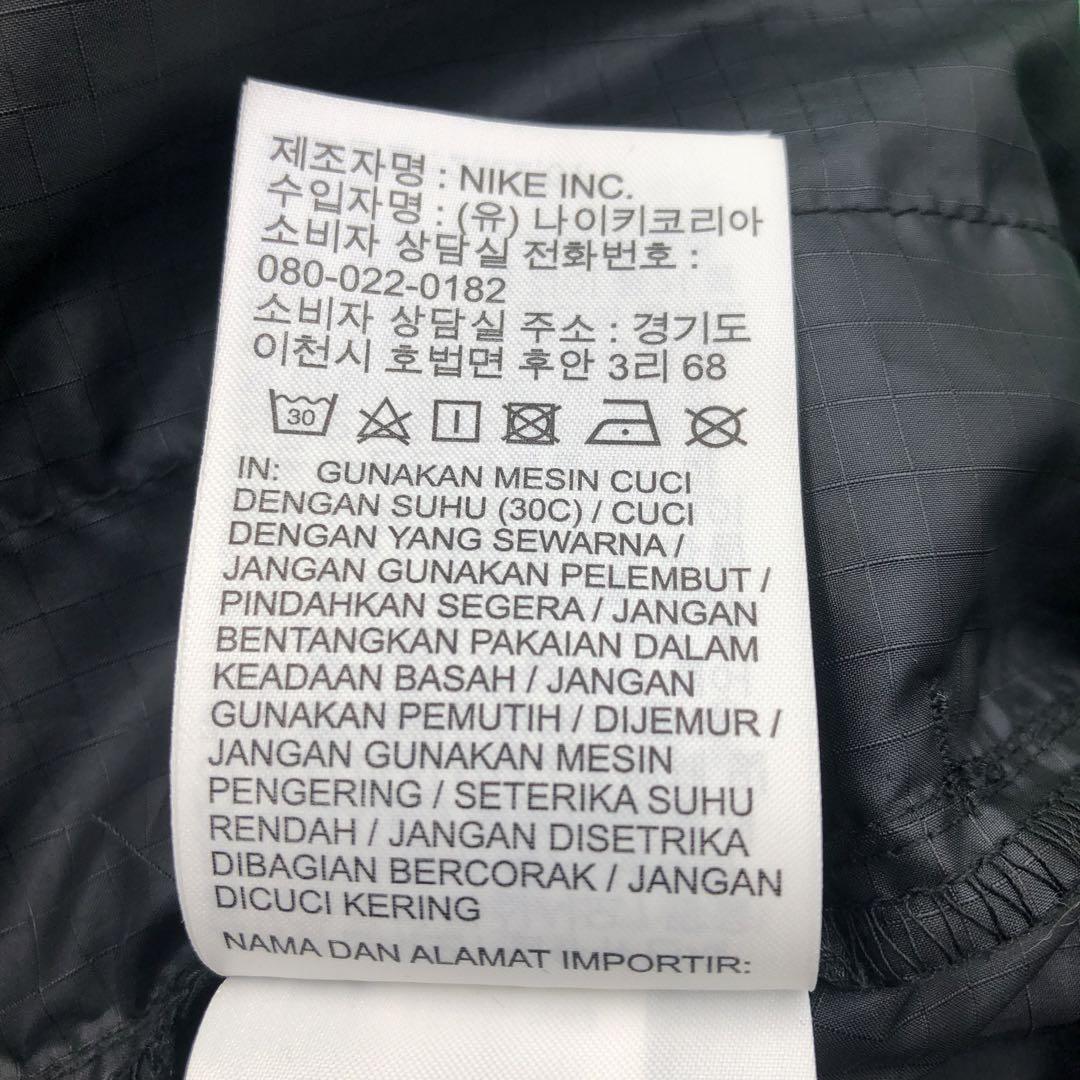 제조자명 : NIKE INC.
수입자명 : (유) 나이키코리아
소비자 상담실 전화번호 :
080-022-0182
소비자 상담실 주소 : 경기도
이천시 호법면 후안 3리 68
30
IN: GUNAKAN MESIN CUCI
DENGAN SUHU (30C) / CUCI
DENGAN YANG SEWARNA /
JANGAN GUNAKAN PELEMBUT /
PINDAHKAN SEGERA / JANGAN
BENTANGKAN PAKAIAN DALAM
KEADAAN BASAH / JANGAN
GUNAKAN PEMUTIH / DIJEMUR /
JANGAN GUNAKAN MESIN
PENGERING / SETERIKA SUHU
RENDAH / JANGAN DISETRIKA
DIBAGIAN BERCORAK / JANGAN
DICUCI KERING
NAMA DAN ALAMAT IMPORTIR: